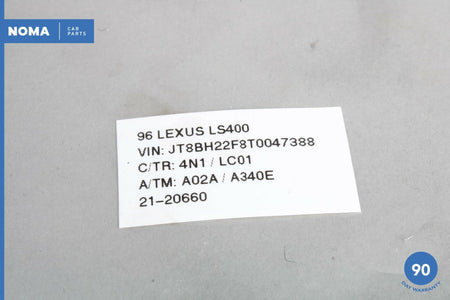 NOMA CAR PARTS
96 LEXUS LS400
VIN: JT8BH22F8T0047388
C/TR: 4N1 / LC01
A/TM: A02A / A340E
21-20660
90
DAY WARRANTY